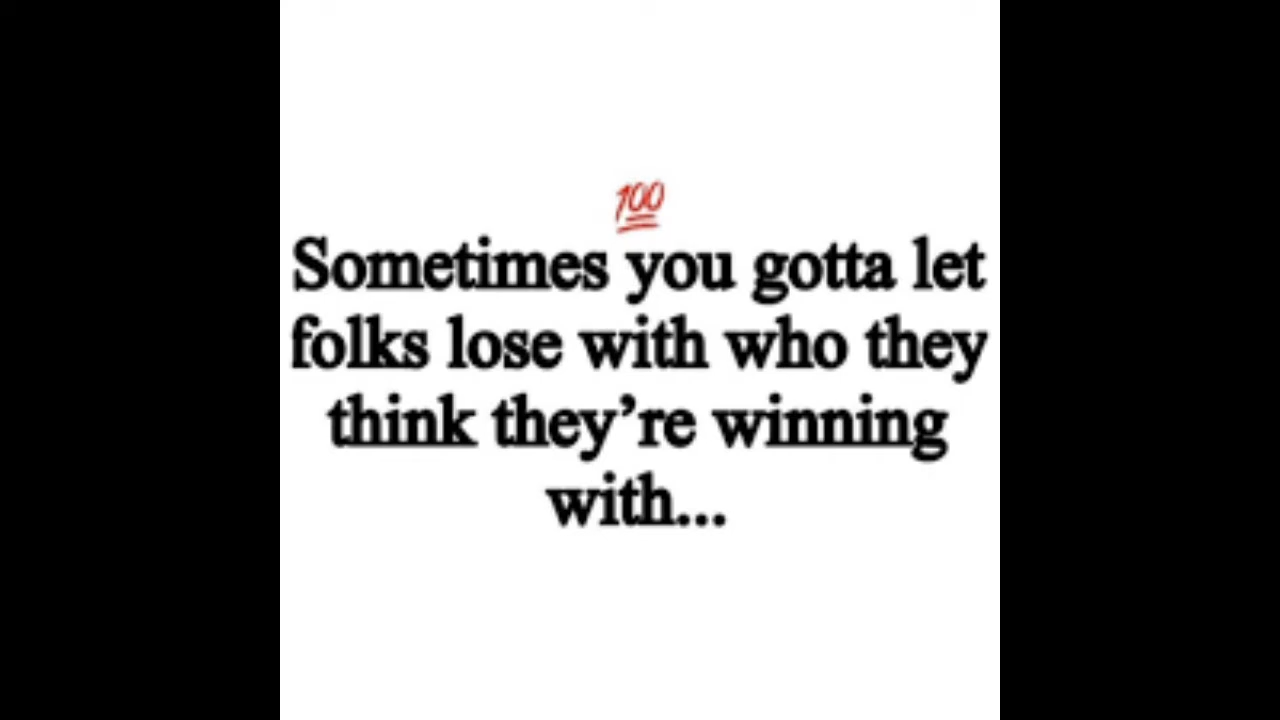 💯
Sometimes you gotta let
folks lose with who they
think they’re winning
with...